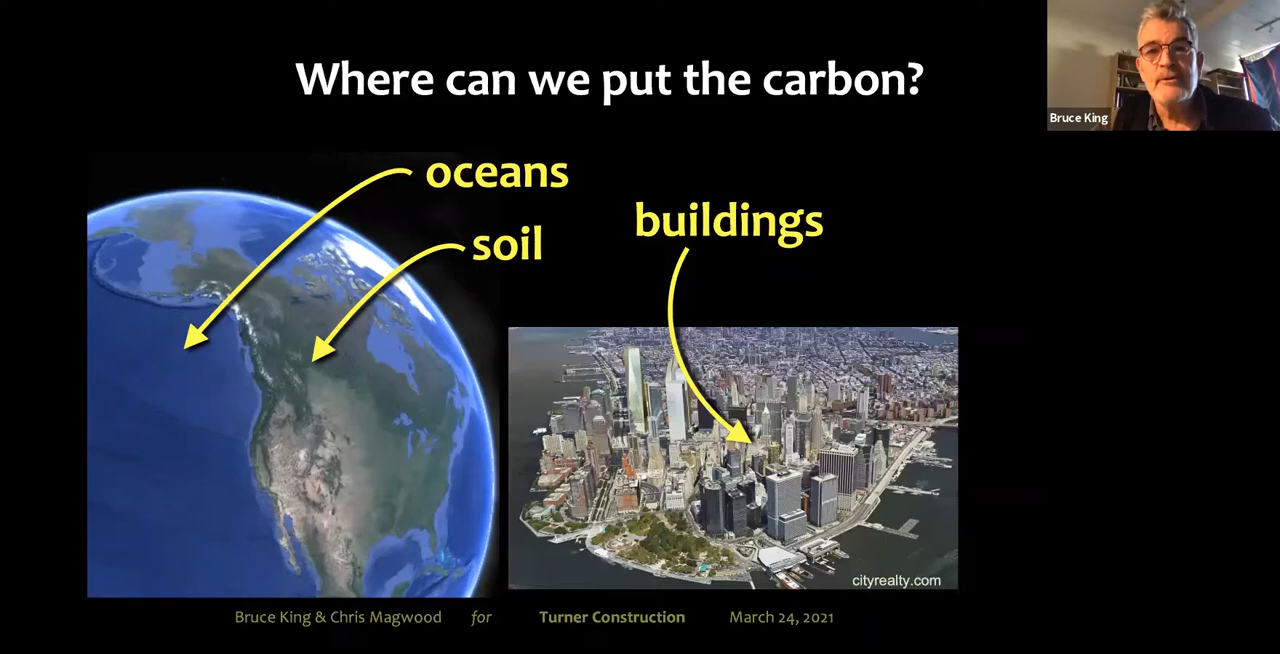 Where can we put the carbon?
Bruce King
oceans
buildings
soil
cityrealty.com
Bruce King & Chris Magwood for Turner Construction March 24, 2021